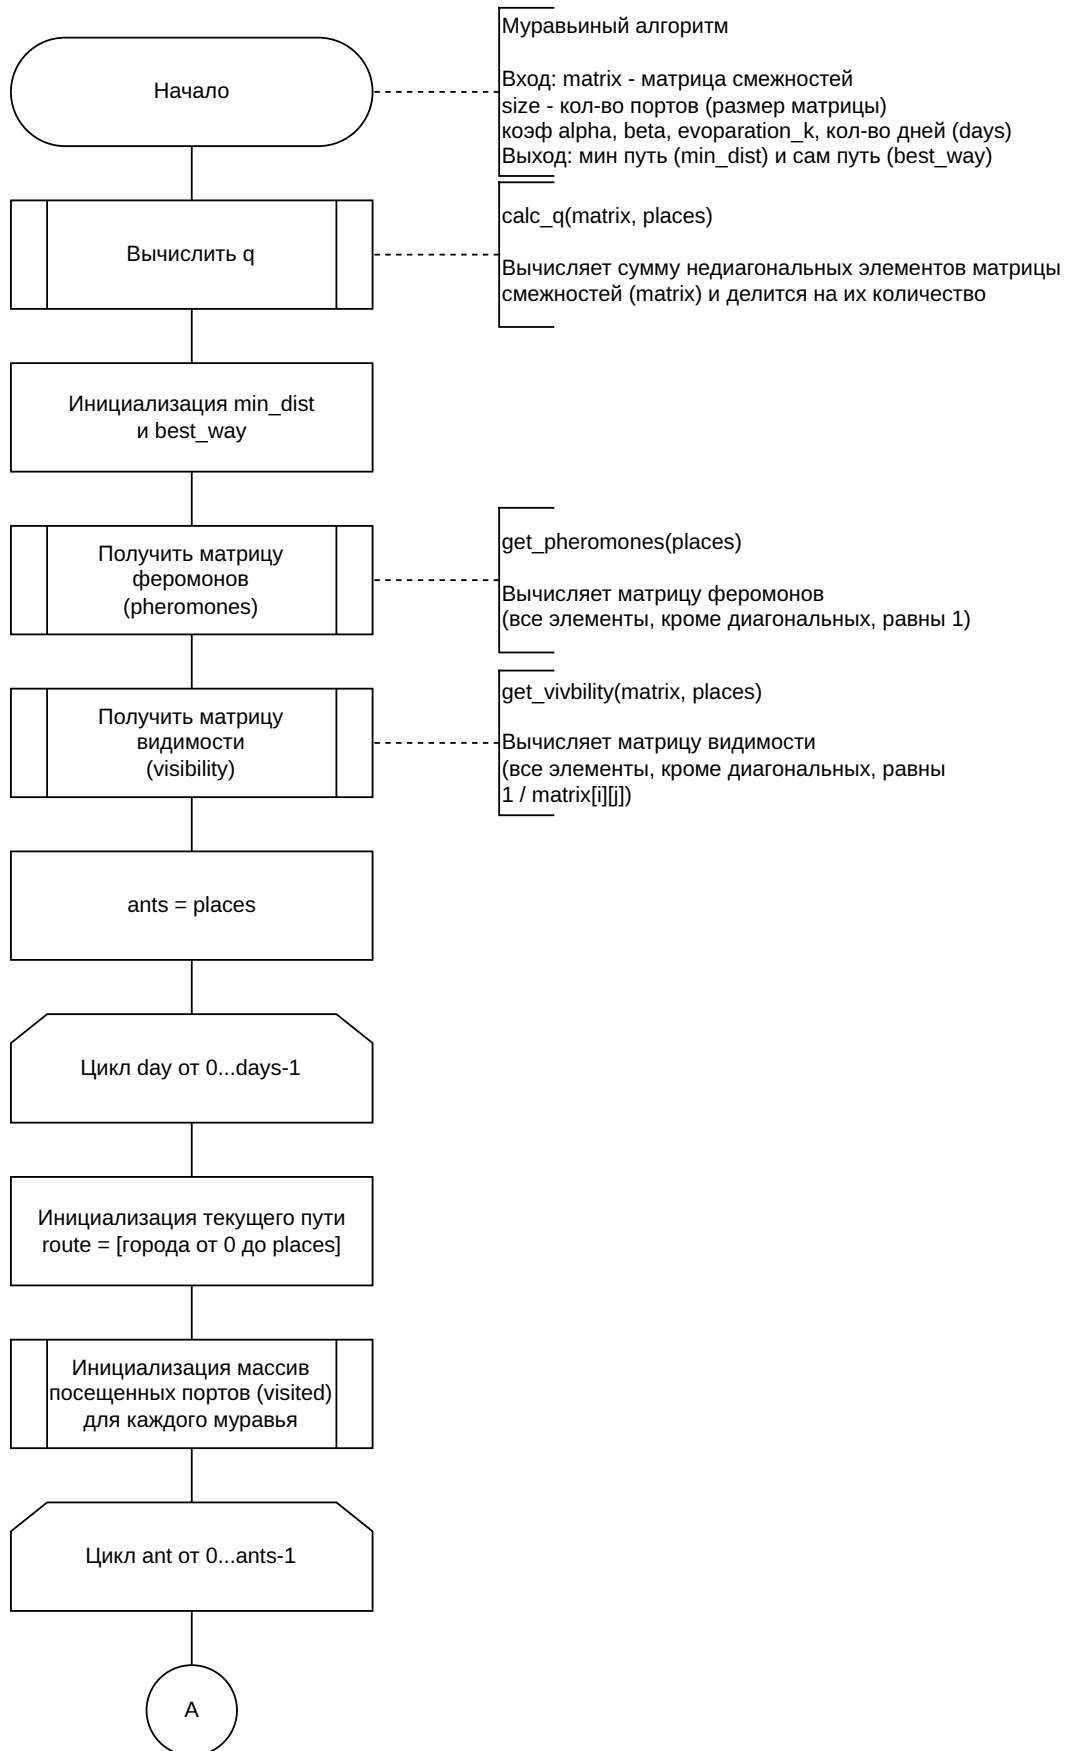 Начало
Муравьиный алгоритм
Вход: matrix - матрица смежностей
size - кол-во портов (размер матрицы)
коэф alpha, beta, evoparation_k, кол-во дней (days)
Выход: мин путь (min_dist) и сам путь (best_way)
Вычислить q
calc_q(matrix, places)
Вычисляет сумму недиагональных элементов матрицы
смежностей (matrix) и делится на их количество
Инициализация min_dist
и best_way
Получить матрицу
феромонов
(pheromones)
get_pheromones(places)
Вычисляет матрицу феромонов
(все элементы, кроме диагональных, равны 1)
Получить матрицу
видимости
(visibility)
get_vivbility(matrix, places)
Вычисляет матрицу видимости
(все элементы, кроме диагональных, равны
1 / matrix[i][j])
ants = places
Цикл day от 0...days-1
Инициализация текущего пути
route = [города от 0 до places]
Инициализация массив
посещенных портов (visited)
для каждого муравья
Цикл ant от 0...ants-1
А